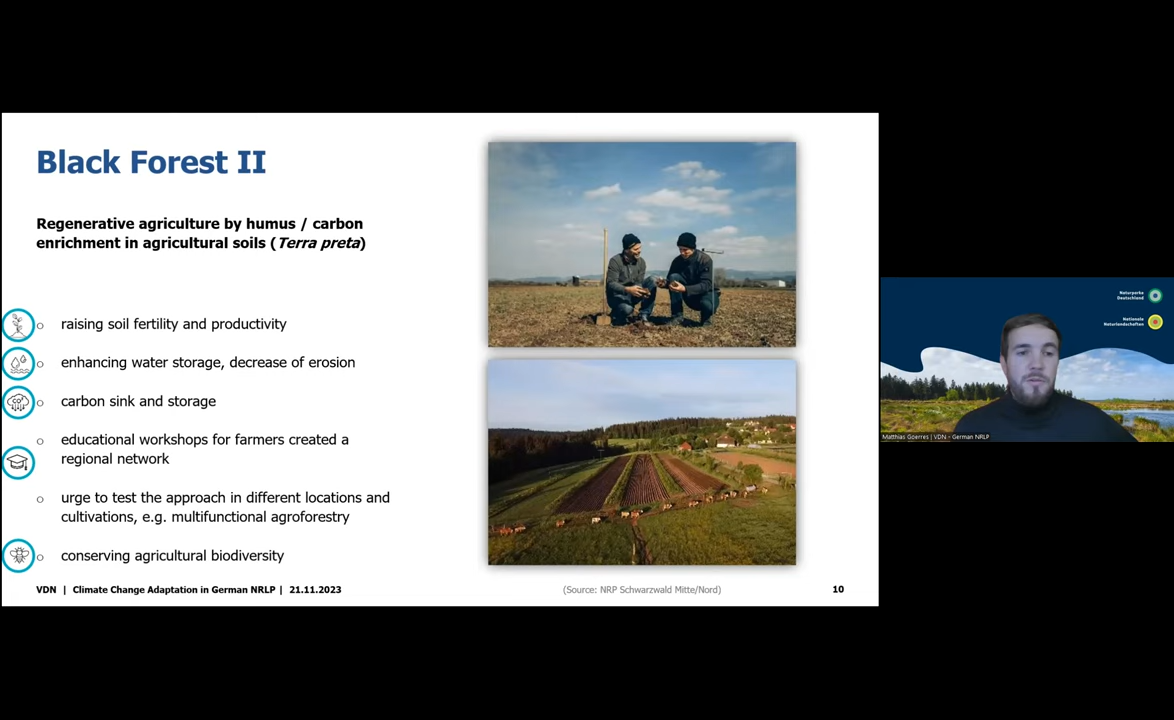 Black Forest II
Regenerative agriculture by humus / carbon
enrichment in agricultural soils (Terra preta)
raising soil fertility and productivity
enhancing water storage, decrease of erosion
carbon sink and storage
educational workshops for farmers created a
regional network
urge to test the approach in different locations and
cultivations, e.g. multifunctional agroforestry
conserving agricultural biodiversity
VDN | Climate Change Adaptation in German NRLP | 21.11.2023
(Source: NRP Schwarzwald Mitte/Nord)
10
Naturparke
Deutschland
Nationale
Naturlandschaften
Matthias Goerres | VDN - German NRLP